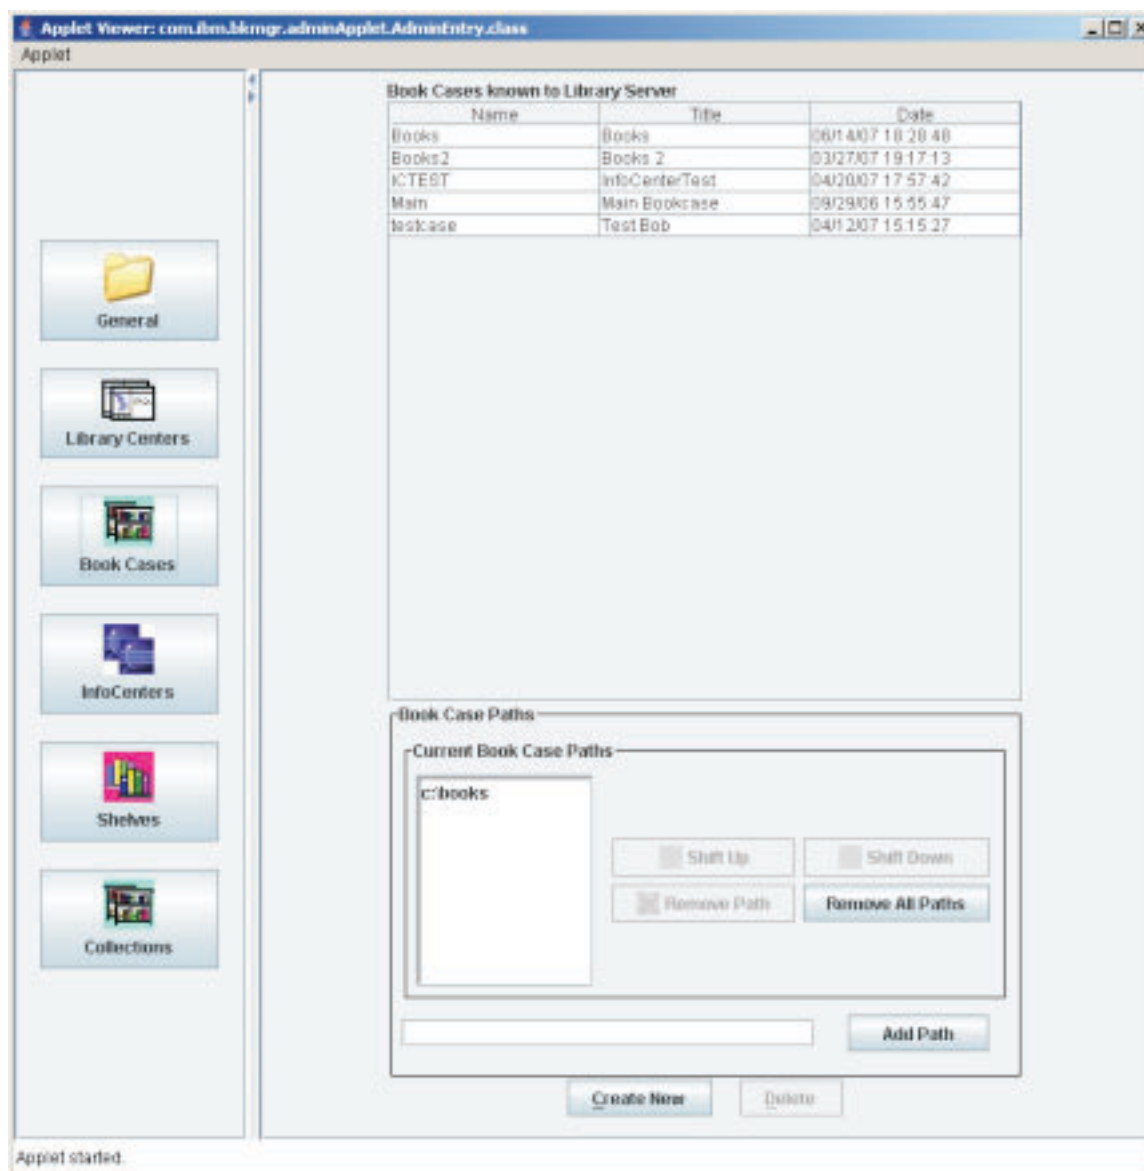 Applet Viewer: com.ibm.bkmgr.adminApplet.AdminEntry.class
Applet
Book Cases known to Library Server
Name Title Date
Books Books 06/14/07 18:28:48
Books2 Books 2 03/27/07 19:17:13
ICTEST InfoCenterTest 04/20/07 17:57:42
Main Main Bookcase 09/29/06 15:55:47
testcase Test Bob 04/12/07 15:15:27
General
Library Centers
Book Cases
InfoCenters
Shelves
Collections
Book Case Paths
Current Book Case Paths
c:\books
Shift Up Shift Down
Remove Path Remove All Paths
Add Path
Create New Delete
Applet started.